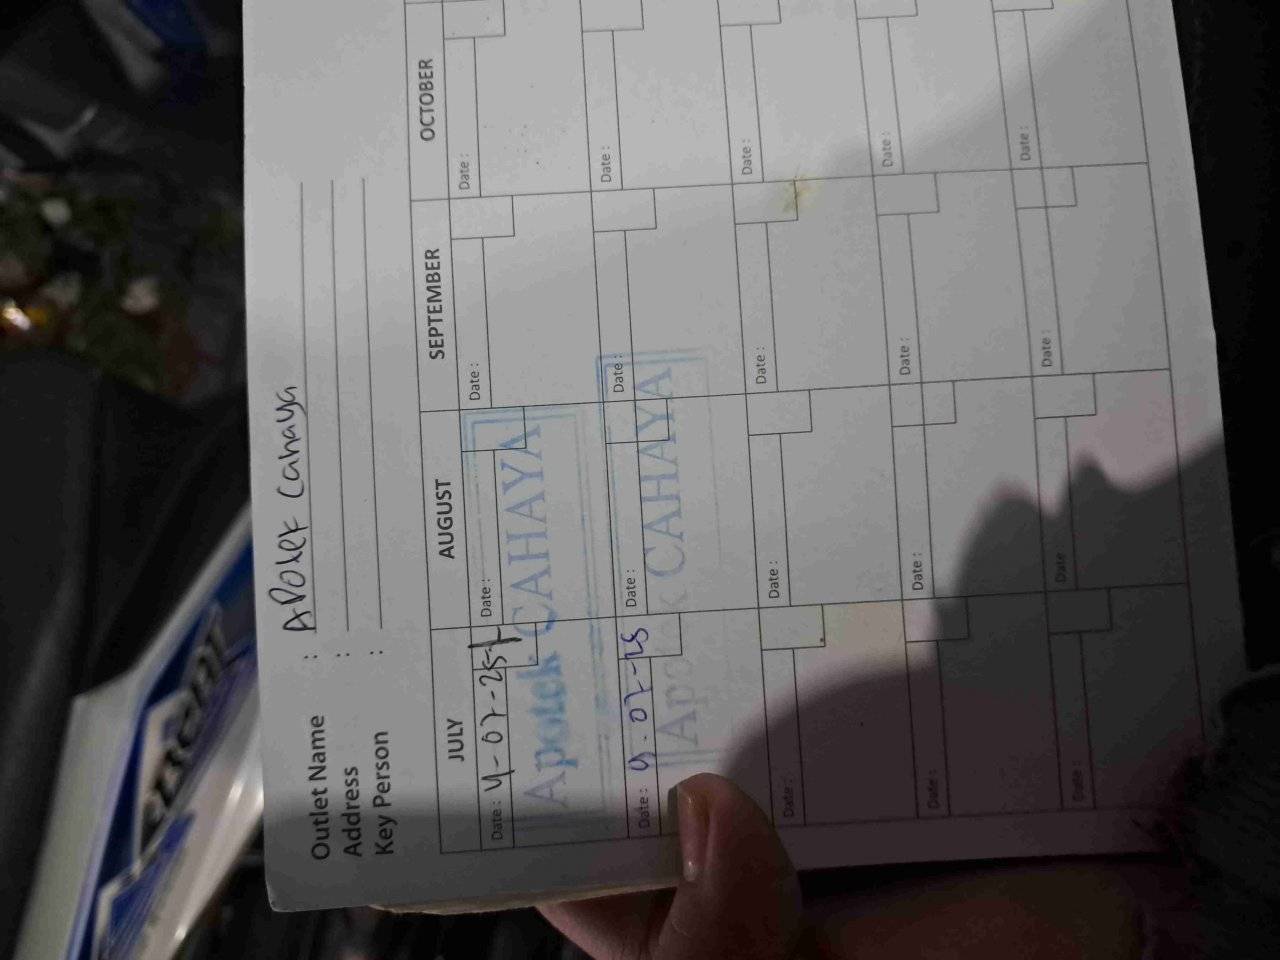 Outlet Name : APotek Cahaya
Address :
Key Person :
JULY AUGUST SEPTEMBER OCTOBER
Date : 4-07-25 Date : Date : Date :
Apotek CAHAYA
Date : 9-07-25 Date : Date : Date :
Apotek CAHAYA
Date : Date : Date : Date :
Date : Date : Date : Date :
Date : Date Date : Date :